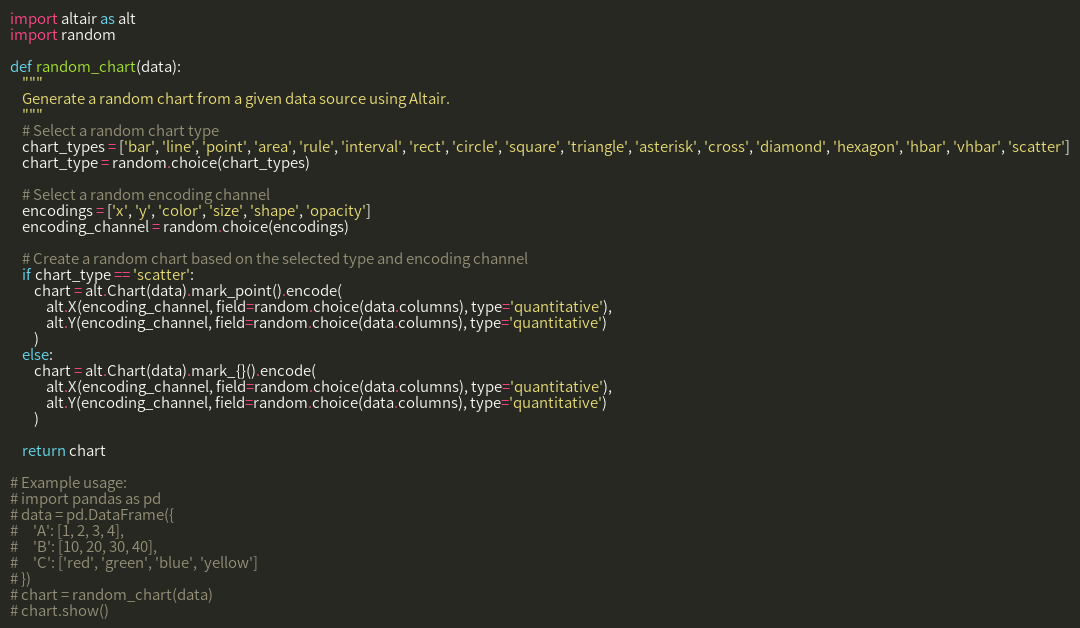 import altair as alt
import random

def random_chart(data):
    """
    Generate a random chart from a given data source using Altair.
    """
    # Select a random chart type
    chart_types = ['bar', 'line', 'point', 'area', 'rule', 'interval', 'rect', 'circle', 'square', 'triangle', 'asterisk', 'cross', 'diamond', 'hexagon', 'hbar', 'vhbar', 'scatter']
    chart_type = random.choice(chart_types)

    # Select a random encoding channel
    encodings = ['x', 'y', 'color', 'size', 'shape', 'opacity']
    encoding_channel = random.choice(encodings)

    # Create a random chart based on the selected type and encoding channel
    if chart_type == 'scatter':
        chart = alt.Chart(data).mark_point().encode(
            alt.X(encoding_channel, field=random.choice(data.columns), type='quantitative'),
            alt.Y(encoding_channel, field=random.choice(data.columns), type='quantitative')
        )
    else:
        chart = alt.Chart(data).mark_{}().encode(
            alt.X(encoding_channel, field=random.choice(data.columns), type='quantitative'),
            alt.Y(encoding_channel, field=random.choice(data.columns), type='quantitative')
        )

    return chart

# Example usage:
# import pandas as pd
# data = pd.DataFrame({
#     'A': [1, 2, 3, 4],
#     'B': [10, 20, 30, 40],
#     'C': ['red', 'green', 'blue', 'yellow']
# })
# chart = random_chart(data)
# chart.show()